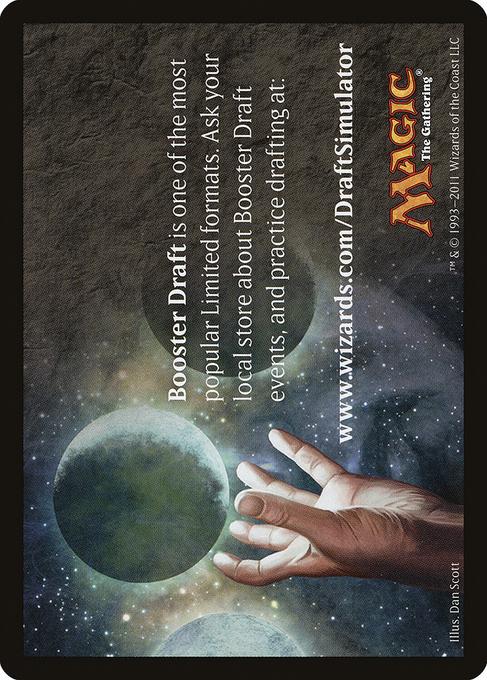 Booster Draft is one of the most
popular Limited formats. Ask your
local store about Booster Draft
events, and practice drafting at:
www.wizards.com/DraftSimulator
MAGIC®
The Gathering
™ & © 1993–2011 Wizards of the Coast LLC
Illus. Dan Scott